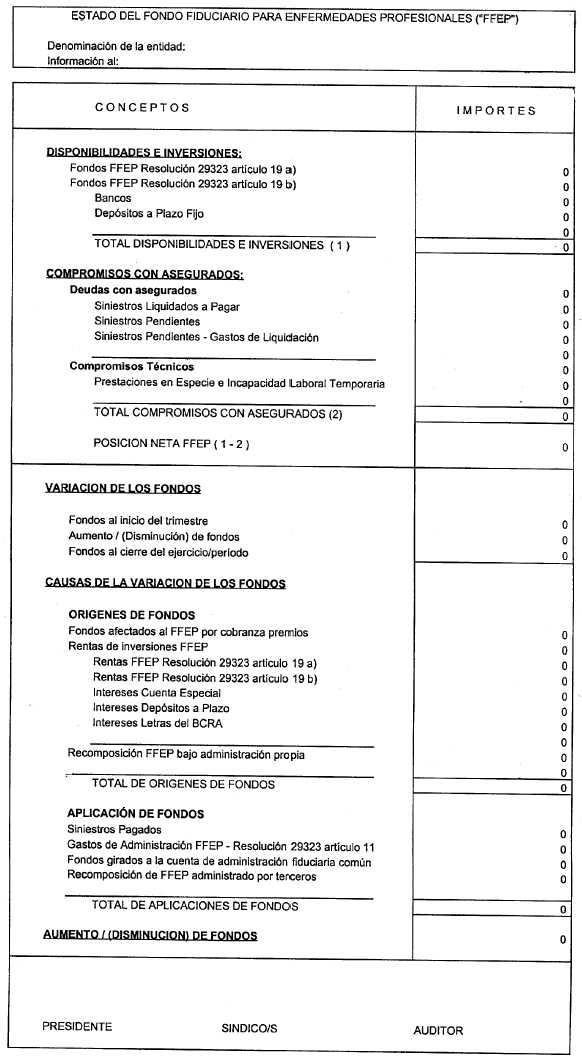 ESTADO DEL FONDO FIDUCIARIO PARA ENFERMEDADES PROFESIONALES ("FFEP")
Denominación de la entidad:
Información al:
CONCEPTOS IMPORTES
DISPONIBILIDADES E INVERSIONES:
Fondos FFEP Resolución 29323 artículo 19 a) 0
Fondos FFEP Resolución 29323 artículo 19 b) 0
Bancos 0
Depósitos a Plazo Fijo 0
0
TOTAL DISPONIBILIDADES E INVERSIONES ( 1 ) 0
COMPROMISOS CON ASEGURADOS:
Deudas con asegurados 0
Siniestros Liquidados a Pagar 0
Siniestros Pendientes 0
Siniestros Pendientes - Gastos de Liquidación 0
0
Compromisos Técnicos 0
Prestaciones en Especie e Incapacidad Laboral Temporaria 0
0
TOTAL COMPROMISOS CON ASEGURADOS (2) 0
POSICION NETA FFEP ( 1 - 2 ) 0
VARIACION DE LOS FONDOS
Fondos al inicio del trimestre 0
Aumento / (Disminución) de fondos 0
Fondos al cierre del ejercicio/período 0
CAUSAS DE LA VARIACION DE LOS FONDOS
ORIGENES DE FONDOS
Fondos afectados al FFEP por cobranza premios 0
Rentas de inversiones FFEP 0
Rentas FFEP Resolución 29323 artículo 19 a) 0
Rentas FFEP Resolución 29323 artículo 19 b) 0
Intereses Cuenta Especial 0
Intereses Depósitos a Plazo 0
Intereses Letras del BCRA 0
0
Recomposición FFEP bajo administración propia 0
0
TOTAL DE ORIGENES DE FONDOS 0
APLICACIÓN DE FONDOS
Siniestros Pagados 0
Gastos de Administración FFEP - Resolución 29323 artículo 11 0
Fondos girados a la cuenta de administración fiduciaria común 0
Recomposición de FFEP administrado por terceros 0
TOTAL DE APLICACIONES DE FONDOS 0
AUMENTO / (DISMINUCION) DE FONDOS 0
PRESIDENTE SINDICO/S AUDITOR